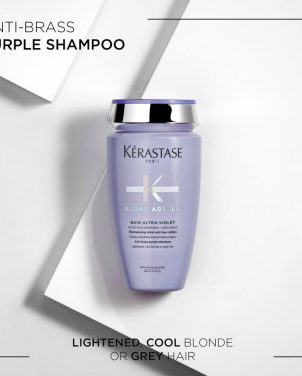 NTI-BRASS
URPLE SHAMPOO
KÉRASTASE
PARIS
BLOND ABSOLU
BAIN ULTRA-VIOLET
LIGHTENED, COOL BLONDE
OR GREY HAIR